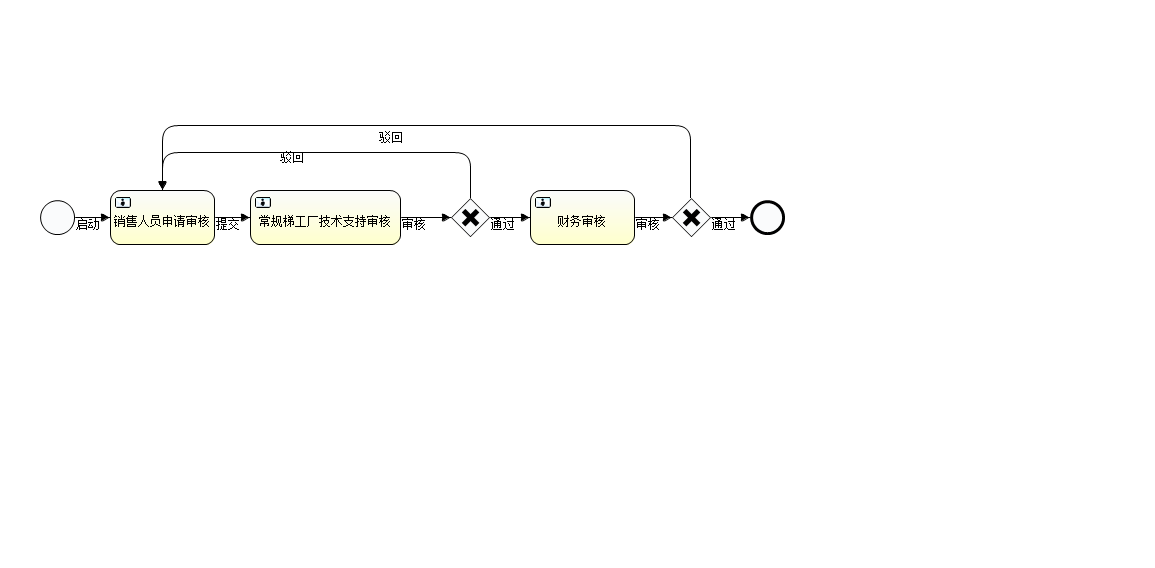 驳回
驳回
启动
销售人员申请审核
提交
常规梯工厂技术支持审核
审核
通过
财务审核
审核
通过